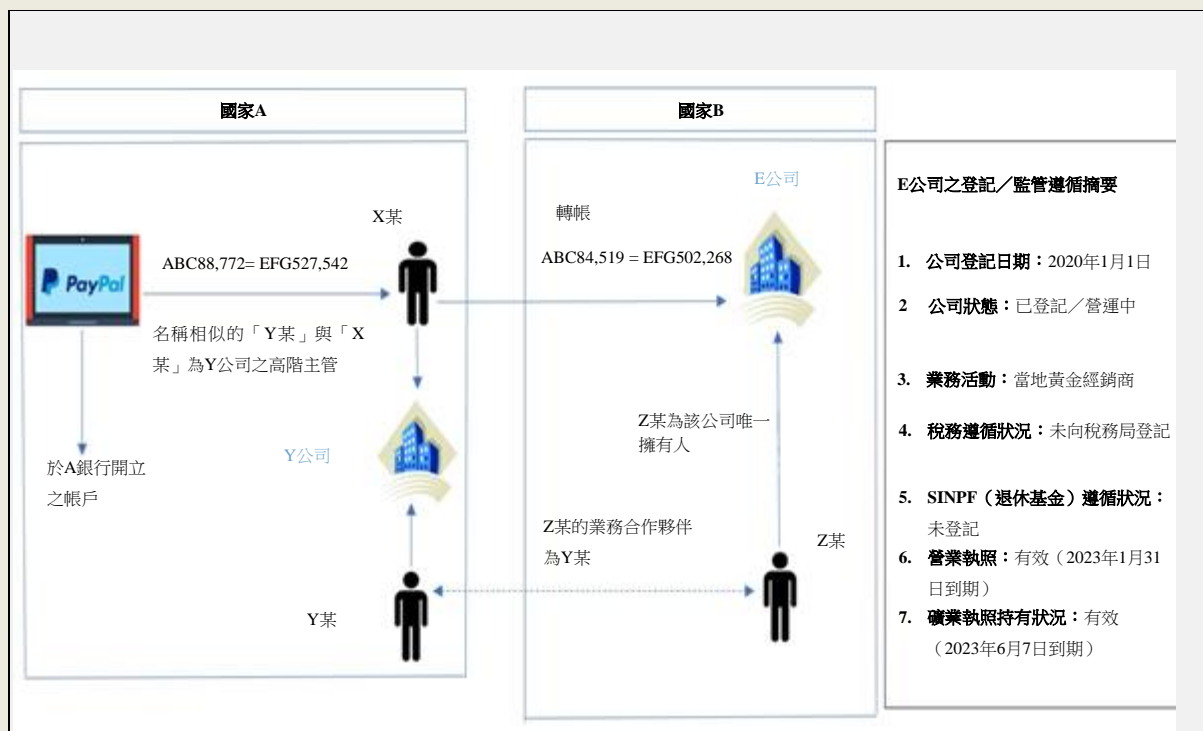 國家A
國家B
E公司
X某
轉帳
ABC88,772= EFG527,542
ABC84,519 = EFG502,268
PayPal
名稱相似的「Y某」與「X
某」為Y公司之高階主管
Y公司
於A銀行開立
之帳戶
Z某為該公司唯一
擁有人
Z某的業務合作夥伴
為Y某
Z某
Y某
E公司之登記／監管遵循摘要
1. 公司登記日期：2020年1月1日
2 公司狀態：已登記／營運中
3. 業務活動：當地黃金經銷商
4. 稅務遵循狀況：未向稅務局登記
5. SINPF（退休基金）遵循狀況：
未登記
6. 營業執照：有效（2023年1月31
日到期）
7. 礦業執照持有狀況：有效
（2023年6月7日到期）